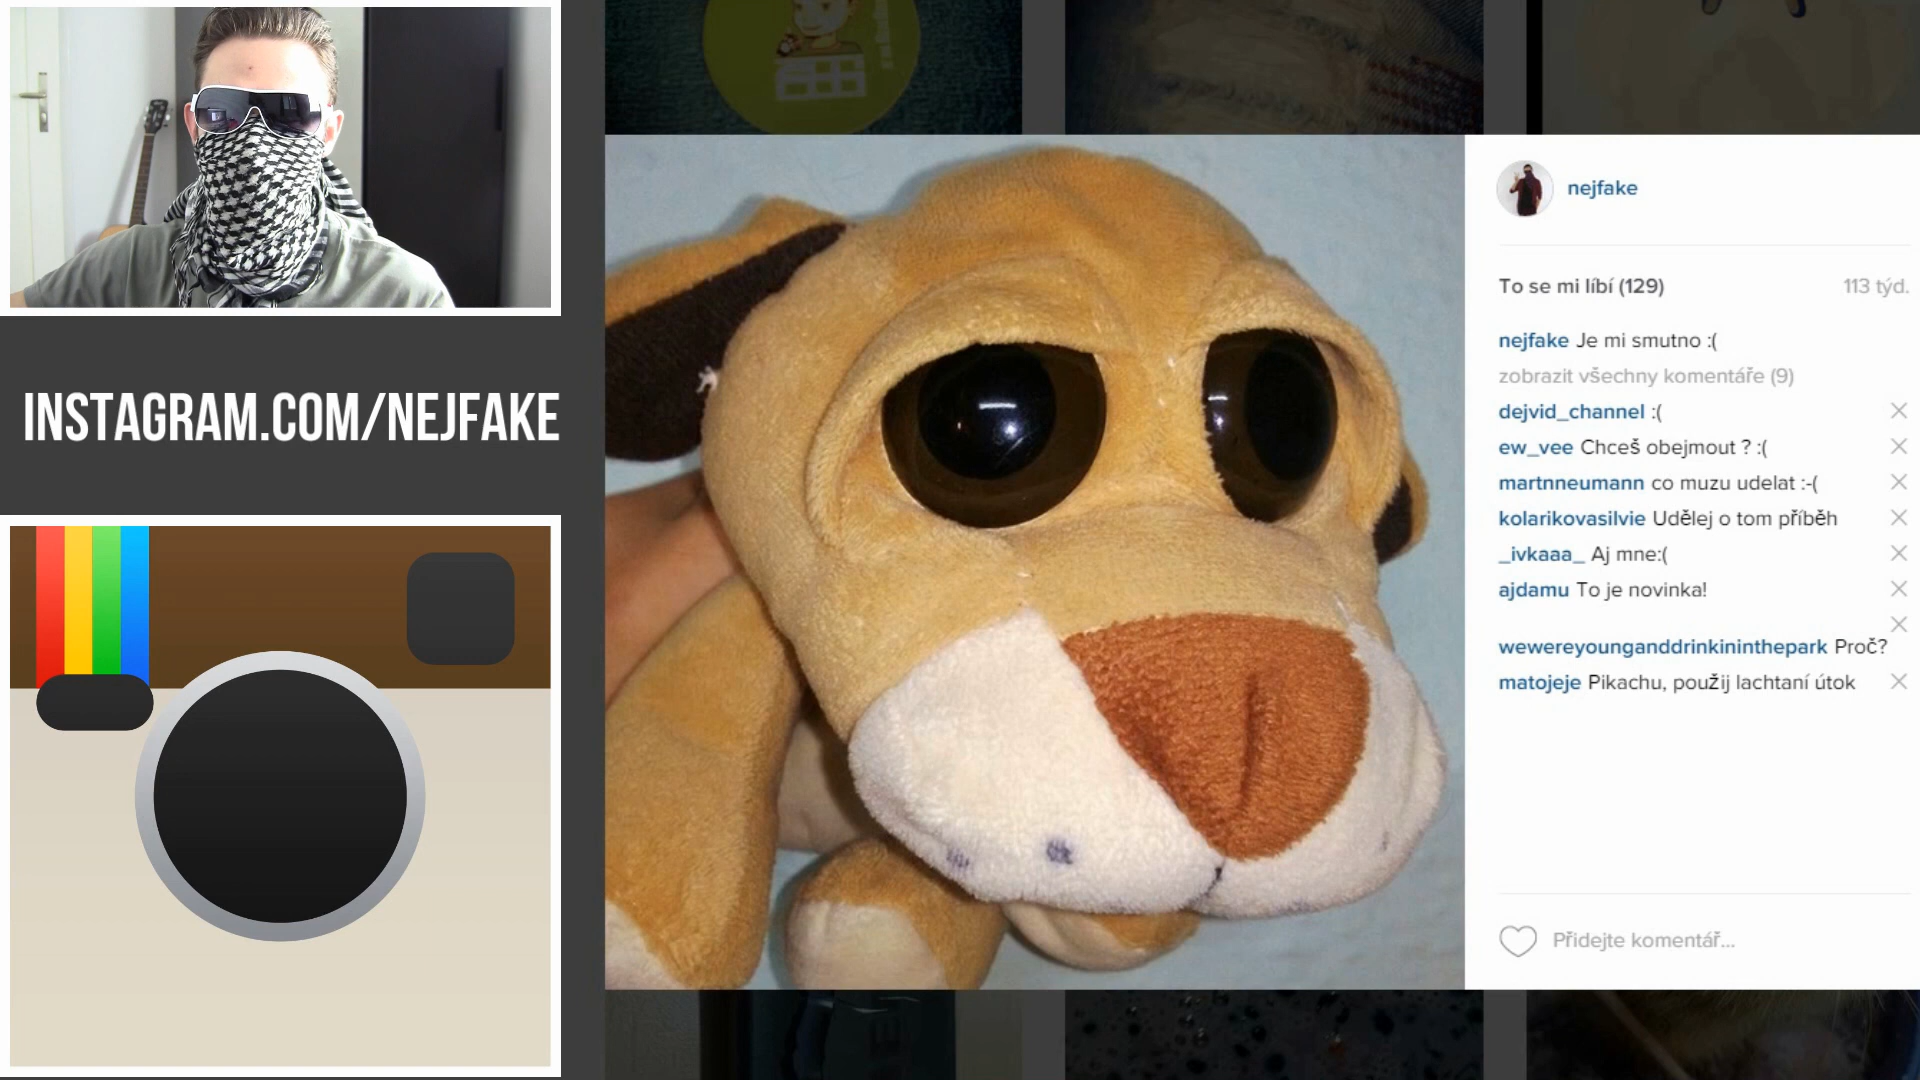 INSTAGRAM.COM/NEJFAKE
nejfake
To se mi líbí (129) 113 týd.
nejfake Je mi smutno :(
zobrazit všechny komentáře (9)
dejvid_channel :(
ew_vee Chceš obejmout ? :(
martnneumann co muzu udelat :-(
kolarikovasilvie Udělej o tom příběh
_ivkaaa_ Aj mne:(
ajdamu To je novinka!
wewereyounganddrinkininthepark Proč?
matojeje Pikachu, použij lachtaní útok
Přidejte komentář...